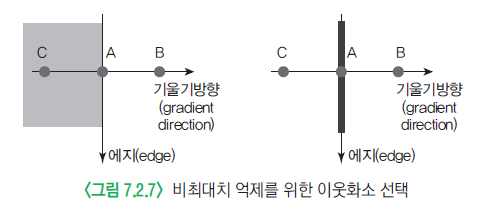 C A B
기울기방향
(gradient
direction)
에지(edge)
C A B
기울기방향
(gradient
direction)
에지(edge)
<그림 7.2.7> 비최대치 억제를 위한 이웃화소 선택